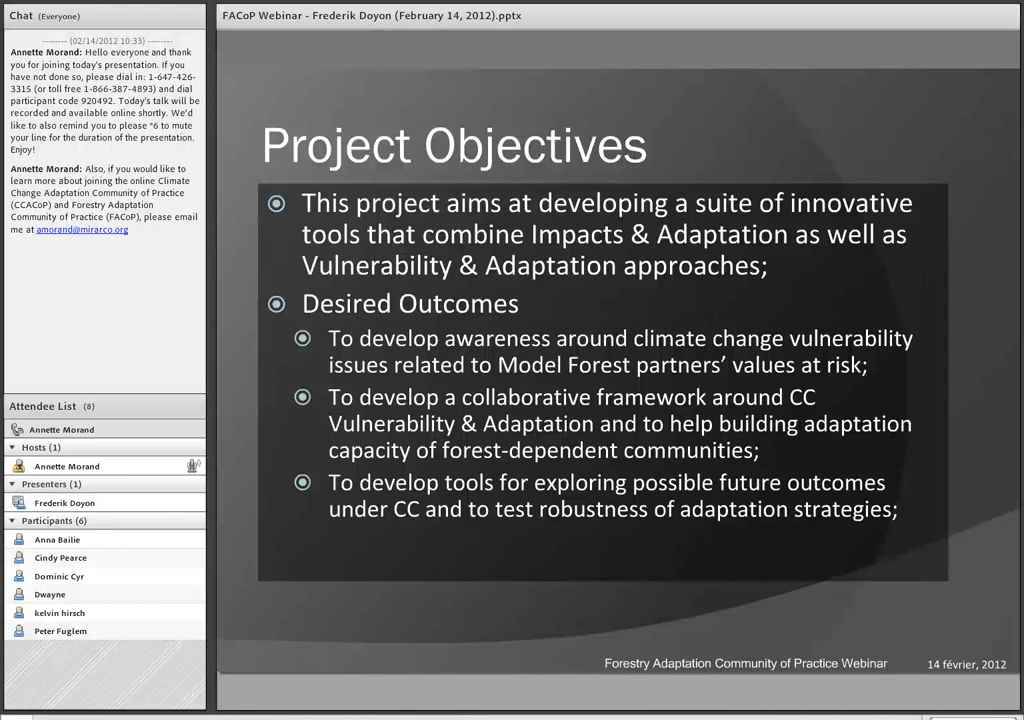 Chat (Everyone)
-------- (02/14/2012 10:33) --------
Annette Morand: Hello everyone and thank
you for joining today's presentation. If you
have not done so, please dial in: 1-647-426-
3315 (or toll free 1-866-387-4893) and dial
participant code 920492. Today's talk will be
recorded and available online shortly. We'd
like to also remind you to please *6 to mute
your line for the duration of the presentation.
Enjoy!
Annette Morand: Also, if you would like to
learn more about joining the online Climate
Change Adaptation Community of Practice
(CCACoP) and Forestry Adaptation
Community of Practice (FACoP), please email
me at amorand@mirarco.org
Attendee List (8)
Annette Morand
Hosts (1)
Annette Morand
Presenters (1)
Frederik Doyon
Participants (6)
Anna Bailie
Cindy Pearce
Dominic Cyr
Dwayne
kelvin hirsch
Peter Fuglem
FACoP Webinar - Frederik Doyon (February 14, 2012).pptx
Project Objectives
This project aims at developing a suite of innovative
tools that combine Impacts & Adaptation as well as
Vulnerability & Adaptation approaches;
Desired Outcomes
To develop awareness around climate change vulnerability
issues related to Model Forest partners' values at risk;
To develop a collaborative framework around CC
Vulnerability & Adaptation and to help building adaptation
capacity of forest-dependent communities;
To develop tools for exploring possible future outcomes
under CC and to test robustness of adaptation strategies;
Forestry Adaptation Community of Practice Webinar
14 février, 2012